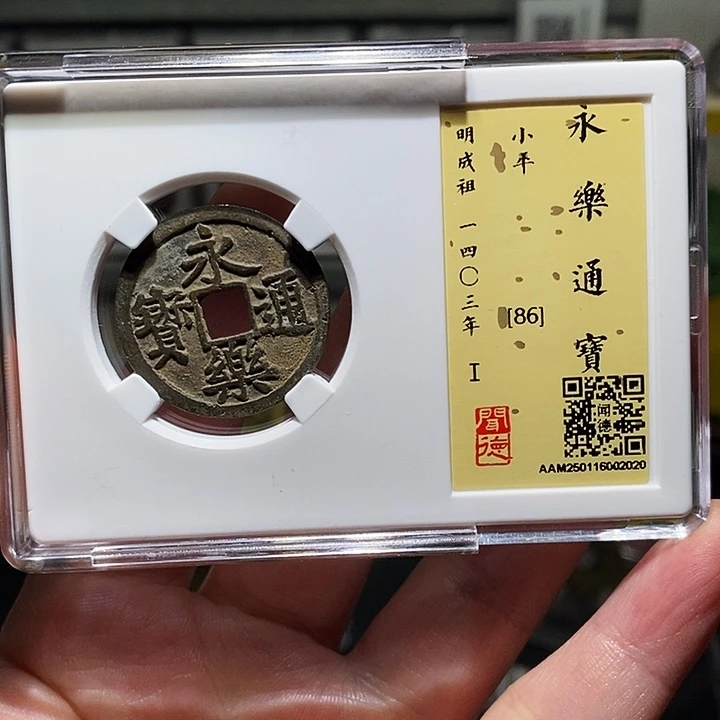 永樂通寶
永樂通寶
小平
[86]
明成祖 一四〇三年 I
聞德
闻德
AAM250116002020